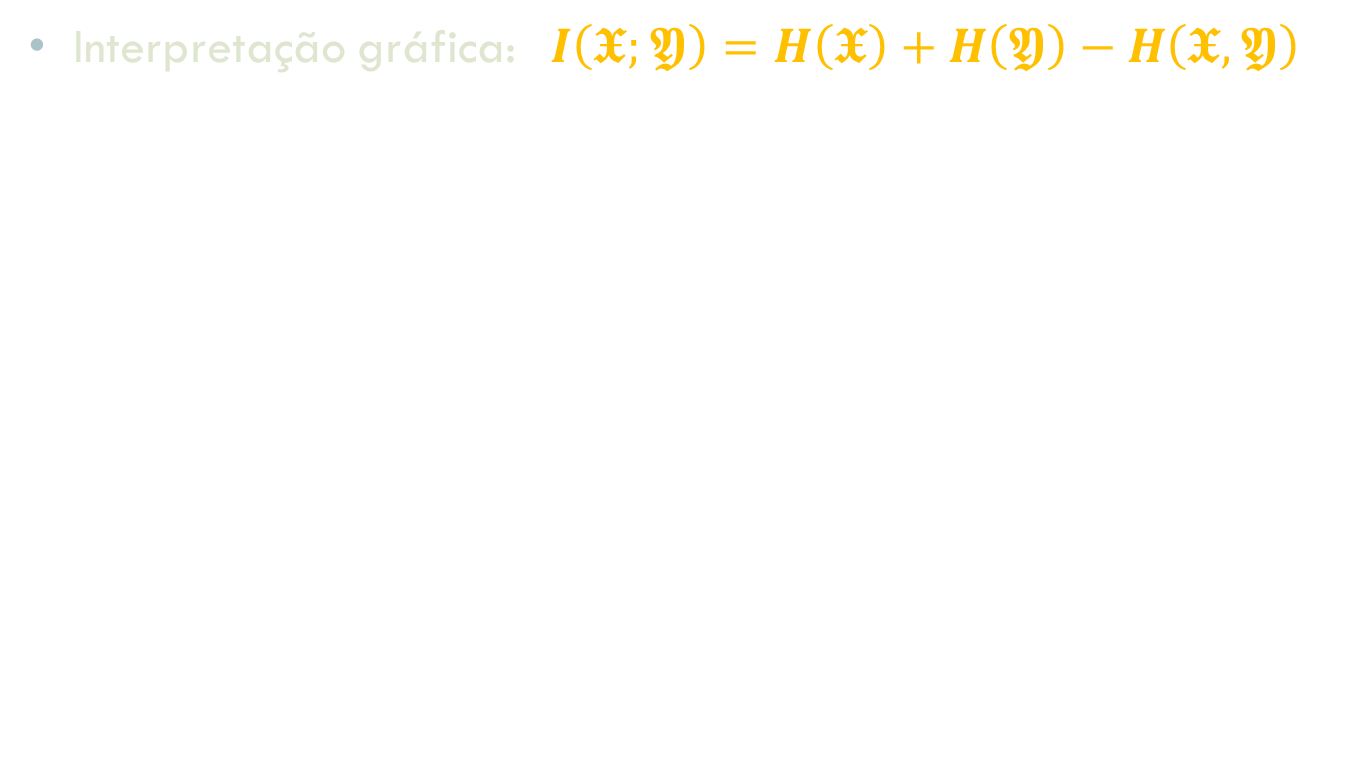 • Interpretação gráfica: 𝑰(𝖃; 𝖄) = 𝑯(𝖃) + 𝑯(𝖄) − 𝑯(𝖃, 𝖄)